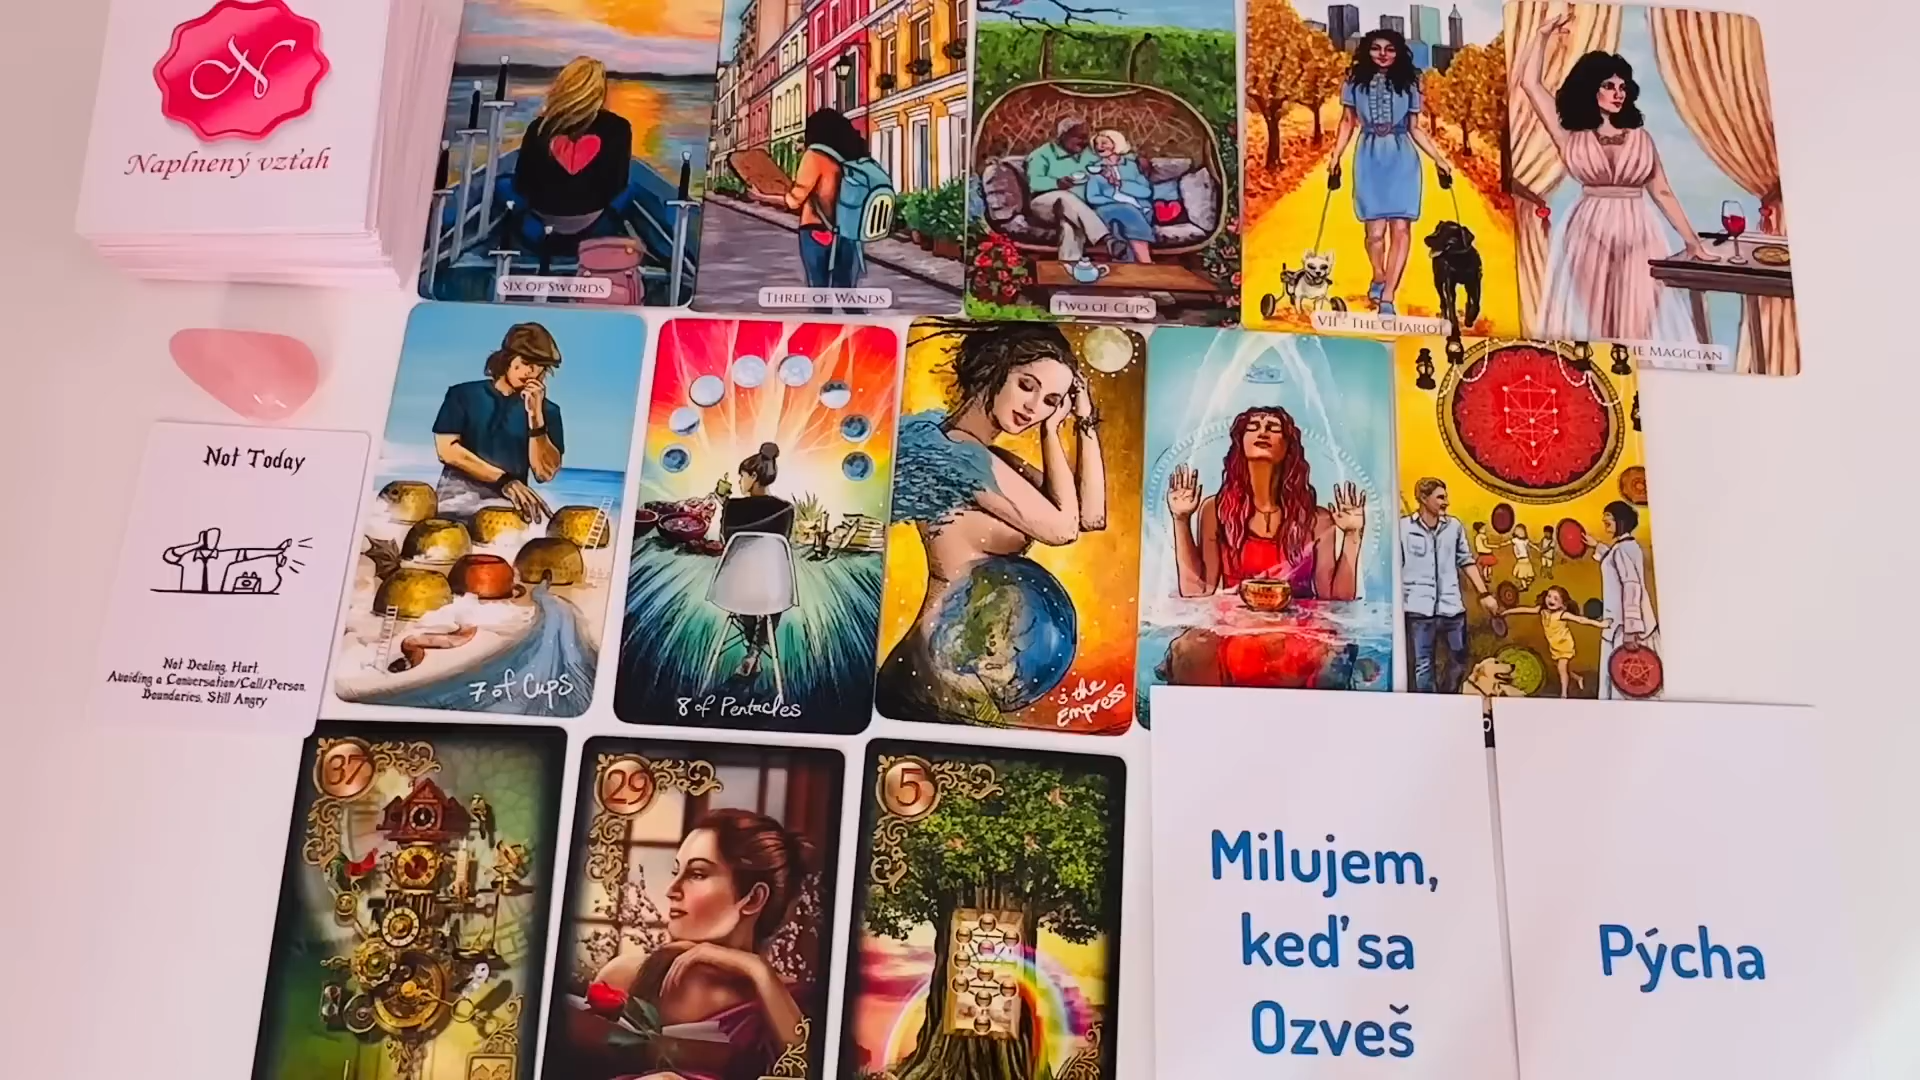 N
Naplnený vzťah
SIX OF SWORDS
THREE OF WANDS
TWO OF CUPS
VII - THE CHARIOT
E MAGICIAN
Not Today
Not Dealing, Hurt,
Avoiding a Conversation/Call/Person,
Boundaries, Still Angry
7 of Cups
8 of Pentacles
3 the
Empress
37
29
5
Milujem,
keď sa
Ozveš
Pýcha